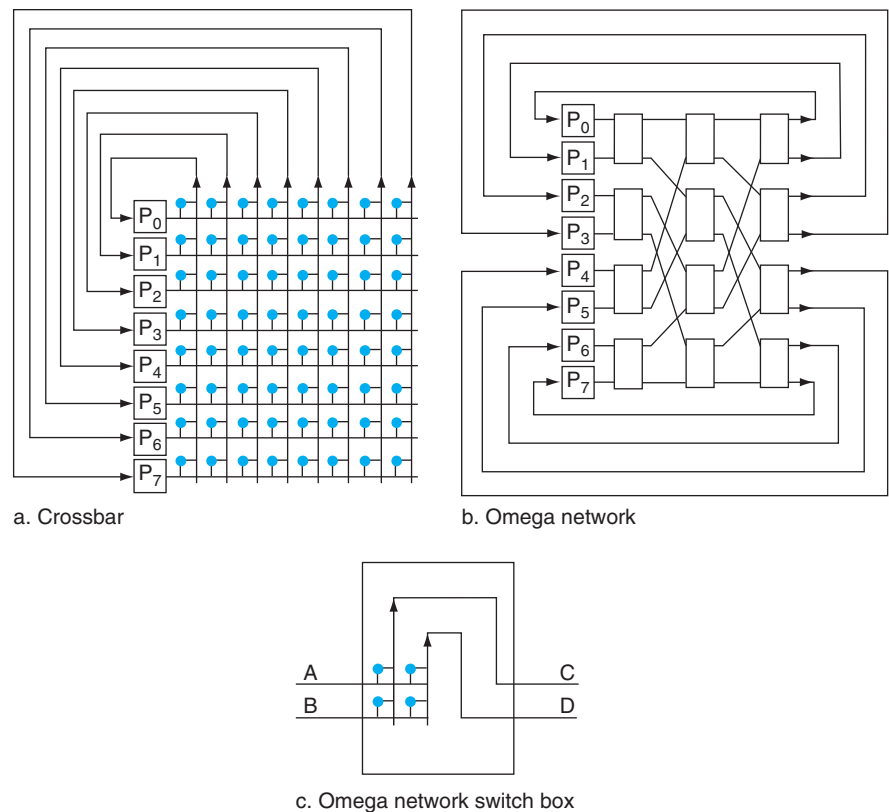 P0
P1
P2
P3
P4
P5
P6
P7
a. Crossbar
P0
P1
P2
P3
P4
P5
P6
P7
b. Omega network
A
B
C
D
c. Omega network switch box